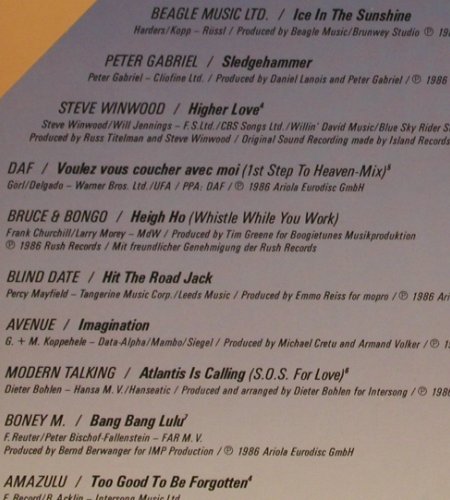 BEAGLE MUSIC LTD. / Ice In The Sunshine
Harders/Kopp – Rüssl / Produced by Beagle Music/Brunwey Studio ℗ 198
PETER GABRIEL / Sledgehammer
Peter Gabriel – Cliofine Ltd. / Produced by Daniel Lanois and Peter Gabriel / ℗ 1986
STEVE WINWOOD / Higher Love⁴
Steve Winwood/Will Jennings – F.S.Ltd./CBS Songs Ltd./Willin' David Music/Blue Sky Rider S
Produced by Russ Titelman and Steve Winwood / Original Sound Recording made by Island Records
DAF / Voulez vous coucher avec moi (1st Step To Heaven-Mix)⁵
Görl/Delgado – Warner Bros. Ltd./UFA / PPA: DAF / ℗ 1986 Ariola Eurodisc GmbH
BRUCE & BONGO / Heigh Ho (Whistle While You Work)
Frank Churchill/Larry Morey – MdW / Produced by Tim Greene for Boogietunes Musikproduktion
℗ 1986 Rush Records / Mit freundlicher Genehmigung der Rush Records
BLIND DATE / Hit The Road Jack
Percy Mayfield – Tangerine Music Corp./Leeds Music / Produced by Emmo Reiss for mopro / ℗ 1986 Ari
AVENUE / Imagination
G. + M. Koppehele – Data-Alpha/Mambo/Siegel / Produced by Michael Cretu and Armand Volker / ℗ 1
MODERN TALKING / Atlantis Is Calling (S.O.S. For Love)⁶
Dieter Bohlen – Hansa M. V./Hanseatic / Produced and arranged by Dieter Bohlen for Intersong / ℗ 1986
BONEY M. / Bang Bang Lulu⁷
F. Reuter/Peter Bischof-Fallenstein – FAR M. V.
Produced by Bernd Berwanger for IMP Production / ℗ 1986 Ariola Eurodisc GmbH
AMAZULU / Too Good To Be Forgotten⁴
E. Record/B. Acklin – Intersong Music Ltd.